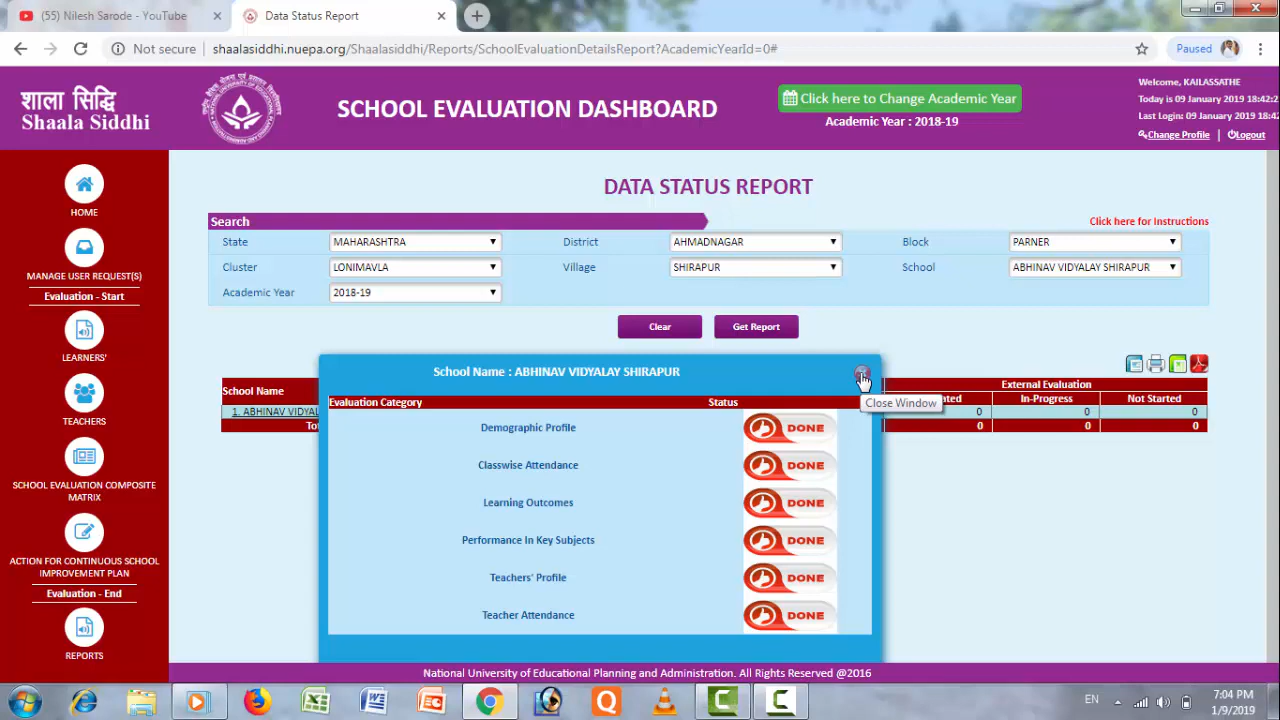 (55) Nilesh Sarode - YouTube
Data Status Report
Not secure
shaalasiddhi.nuepa.org/Shaalasiddhi/Reports/SchoolEvaluationDetailsReport?AcademicYearId=0#
Paused
शाला सिद्धि
Shaala Siddhi
SCHOOL EVALUATION DASHBOARD
Click here to Change Academic Year
Academic Year : 2018-19
Welcome, KAILASSATHE
Today is 09 January 2019 18:42:2
Last Login: 09 January 2019 18:42
Change Profile | Logout
HOME
MANAGE USER REQUEST(S)
Evaluation - Start
LEARNERS'
TEACHERS
SCHOOL EVALUATION COMPOSITE
MATRIX
ACTION FOR CONTINUOUS SCHOOL
IMPROVEMENT PLAN
Evaluation - End
REPORTS
DATA STATUS REPORT
Search
Click here for Instructions
State MAHARASHTRA District AHMADNAGAR Block PARNER
Cluster LONIMAVLA Village SHIRAPUR School ABHINAV VIDYALAY SHIRAPUR
Academic Year 2018-19
Clear Get Report
School Name
1. ABHINAV VIDYAL
To
School Name : ABHINAV VIDYALAY SHIRAPUR
Close Window
Evaluation Category Status
Demographic Profile DONE
Classwise Attendance DONE
Learning Outcomes DONE
Performance In Key Subjects DONE
Teachers' Profile DONE
Teacher Attendance DONE
External Evaluation
ted In-Progress Not Started
0 0 0
0 0 0
National University of Educational Planning and Administration. All Rights Reserved @2016
EN
7:04 PM
1/9/2019